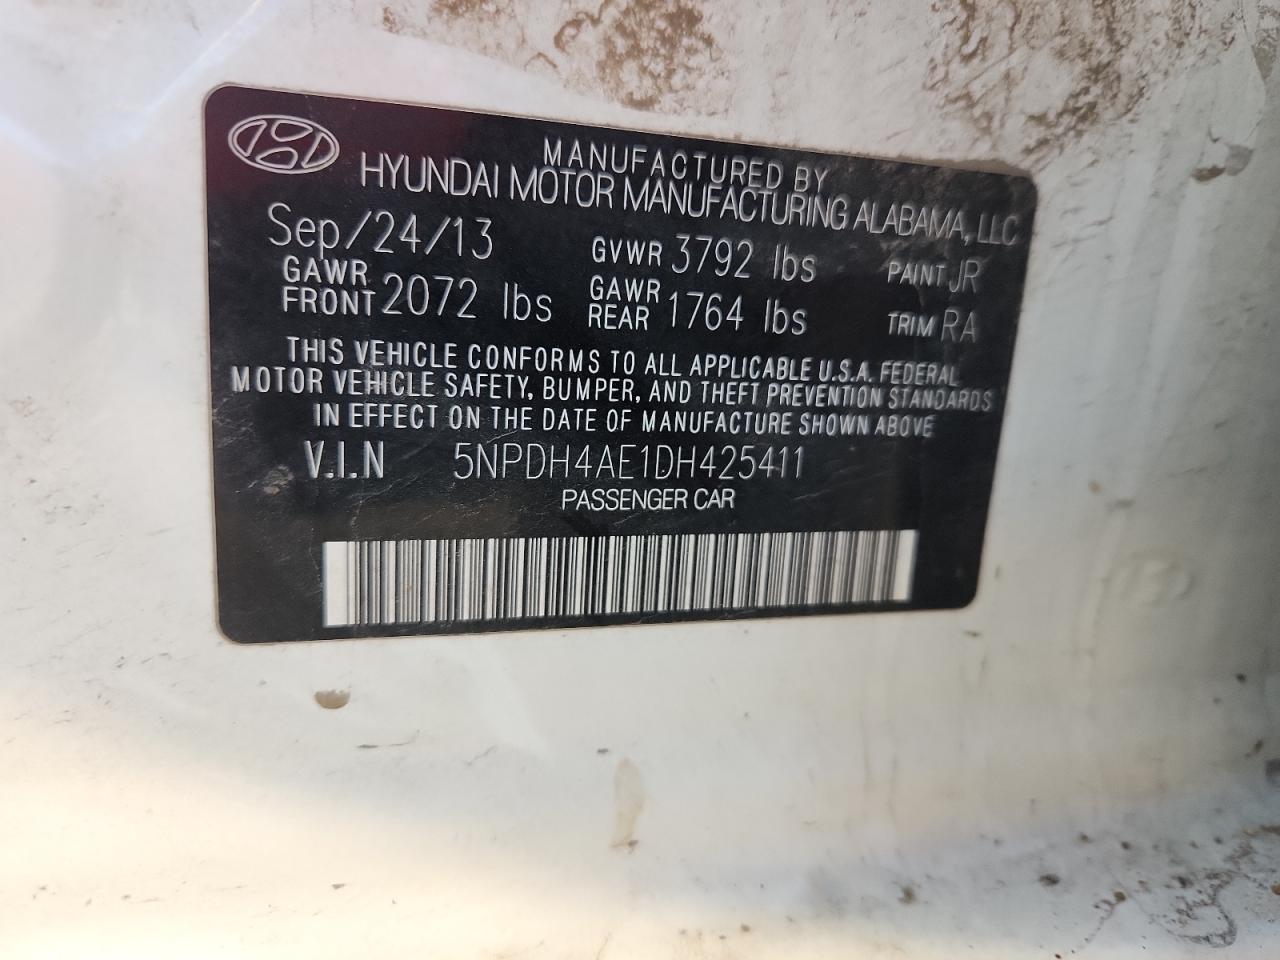 MANUFACTURED BY
HYUNDAI MOTOR MANUFACTURING ALABAMA, LLC
Sep/24/13 GVWR 3792 lbs PAINT JR
GAWR FRONT 2072 lbs GAWR REAR 1764 lbs TRIM RA
THIS VEHICLE CONFORMS TO ALL APPLICABLE U.S.A. FEDERAL
MOTOR VEHICLE SAFETY, BUMPER, AND THEFT PREVENTION STANDARDS
IN EFFECT ON THE DATE OF MANUFACTURE SHOWN ABOVE
V.I.N 5NPDH4AE1DH425411
PASSENGER CAR